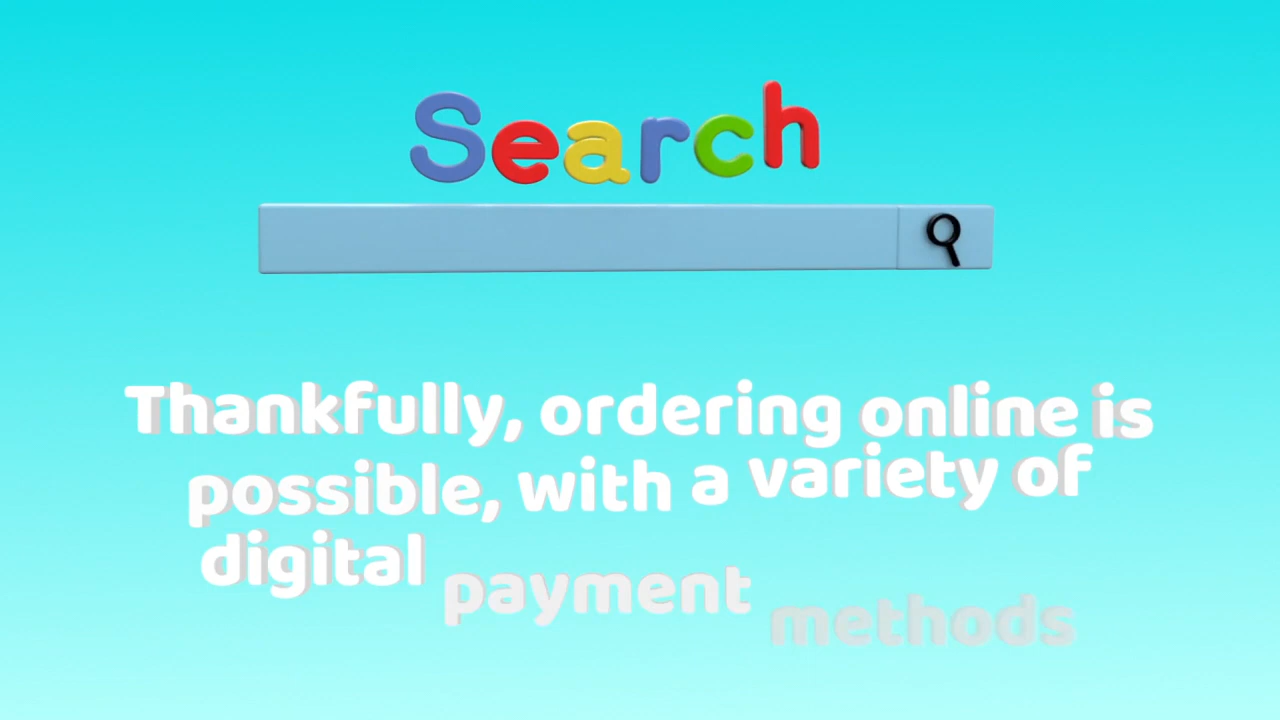 Search
Thankfully, ordering online is
possible, with a variety of
digital payment methods